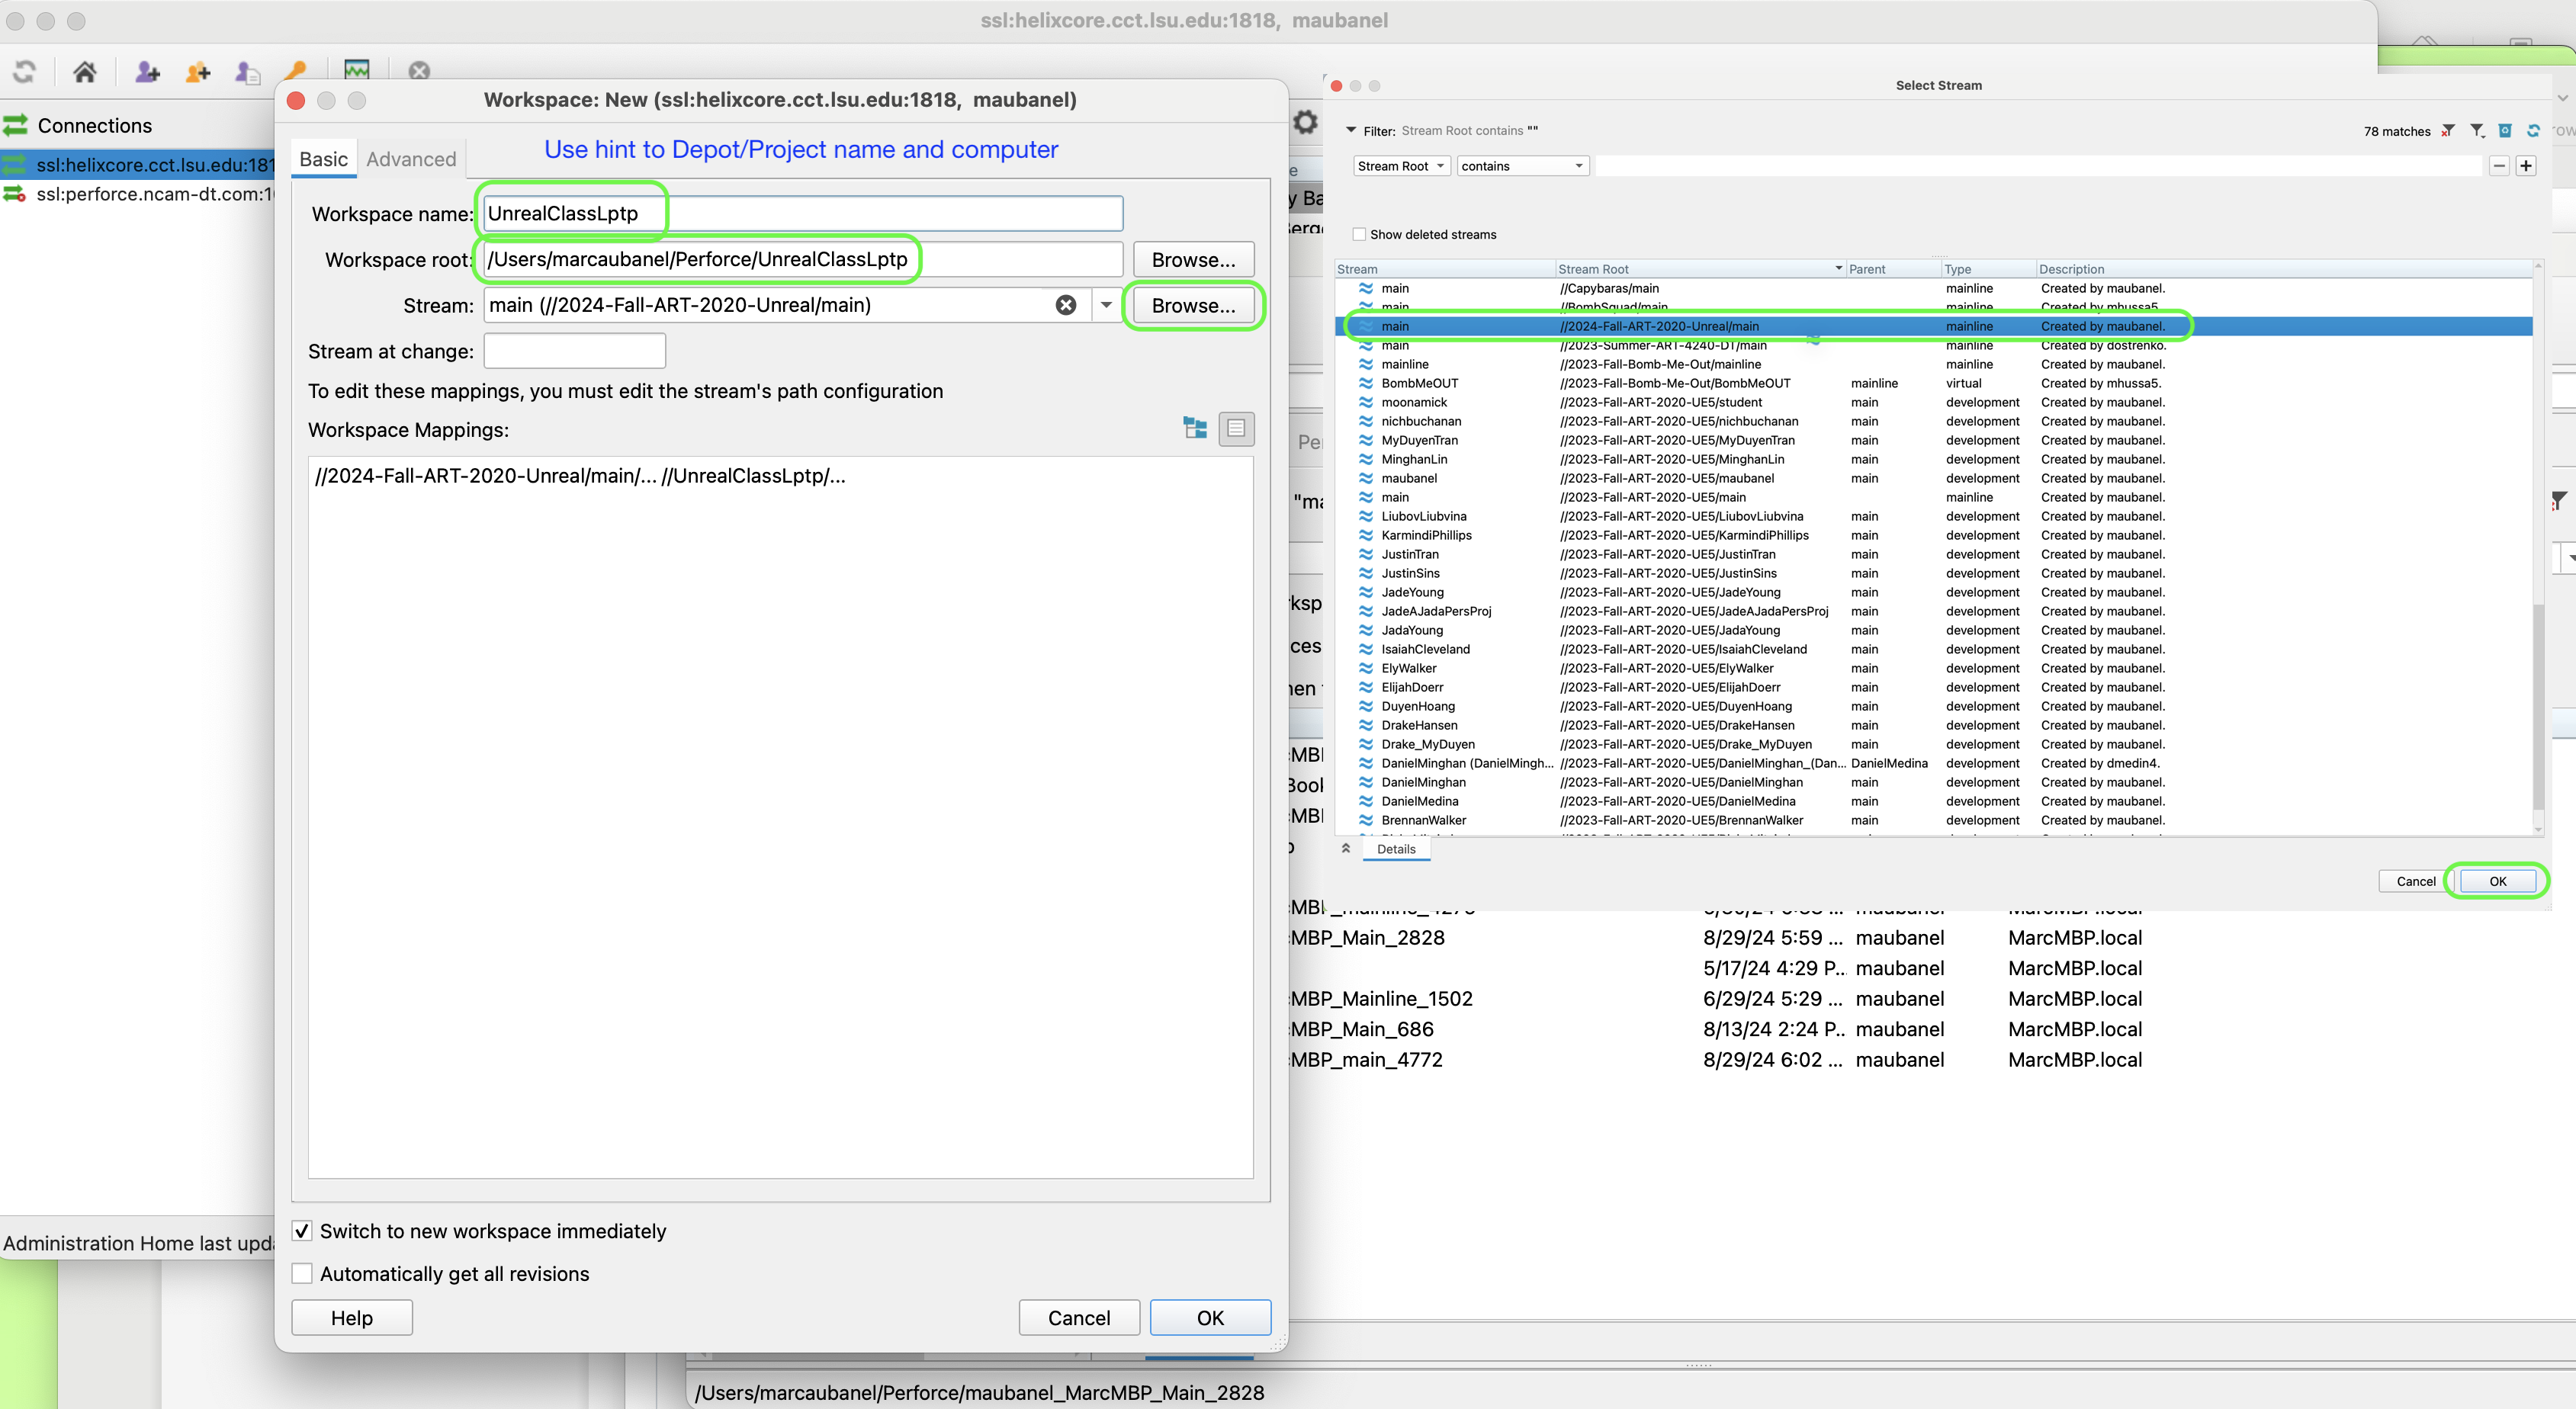 ssl:helixcore.cct.lsu.edu:1818, maubanel
Connections
ssl:helixcore.cct.lsu.edu:181
ssl:perforce.ncam-dt.com:1
Administration Home last upda
Workspace: New (ssl:helixcore.cct.lsu.edu:1818, maubanel)
Basic Advanced
Use hint to Depot/Project name and computer
Workspace name: UnrealClassLptp
Workspace root: /Users/marcaubanel/Perforce/UnrealClassLptp Browse...
Stream: main (//2024-Fall-ART-2020-Unreal/main) Browse...
Stream at change:
To edit these mappings, you must edit the stream's path configuration
Workspace Mappings:
//2024-Fall-ART-2020-Unreal/main/... //UnrealClassLptp/...
Switch to new workspace immediately
Automatically get all revisions
Help Cancel OK
Select Stream
Filter: Stream Root contains ""
78 matches
Stream Root contains
Show deleted streams
Stream Stream Root Parent Type Description
main //Capybaras/main mainline Created by maubanel.
main //BombSquad/main mainline Created by mhussa5.
main //2024-Fall-ART-2020-Unreal/main mainline Created by maubanel.
main //2023-Summer-ART-4240-DT/main mainline Created by dostrenko.
mainline //2023-Fall-Bomb-Me-Out/mainline mainline Created by maubanel.
BombMeOUT //2023-Fall-Bomb-Me-Out/BombMeOUT mainline virtual Created by mhussa5.
moonamick //2023-Fall-ART-2020-UE5/student main development Created by maubanel.
nichbuchanan //2023-Fall-ART-2020-UE5/nichbuchanan main development Created by maubanel.
MyDuyenTran //2023-Fall-ART-2020-UE5/MyDuyenTran main development Created by maubanel.
MinghanLin //2023-Fall-ART-2020-UE5/MinghanLin main development Created by maubanel.
maubanel //2023-Fall-ART-2020-UE5/maubanel main development Created by maubanel.
main //2023-Fall-ART-2020-UE5/main mainline Created by maubanel.
LiubovLiubvina //2023-Fall-ART-2020-UE5/LiubovLiubvina main development Created by maubanel.
KarmindiPhillips //2023-Fall-ART-2020-UE5/KarmindiPhillips main development Created by maubanel.
JustinTran //2023-Fall-ART-2020-UE5/JustinTran main development Created by maubanel.
JustinSins //2023-Fall-ART-2020-UE5/JustinSins main development Created by maubanel.
JadeYoung //2023-Fall-ART-2020-UE5/JadeYoung main development Created by maubanel.
JadeAJadaPersProj //2023-Fall-ART-2020-UE5/JadeAJadaPersProj main development Created by maubanel.
JadaYoung //2023-Fall-ART-2020-UE5/JadaYoung main development Created by maubanel.
IsaiahCleveland //2023-Fall-ART-2020-UE5/IsaiahCleveland main development Created by maubanel.
ElyWalker //2023-Fall-ART-2020-UE5/ElyWalker main development Created by maubanel.
ElijahDoerr //2023-Fall-ART-2020-UE5/ElijahDoerr main development Created by maubanel.
DuyenHoang //2023-Fall-ART-2020-UE5/DuyenHoang main development Created by maubanel.
DrakeHansen //2023-Fall-ART-2020-UE5/DrakeHansen main development Created by maubanel.
Drake_MyDuyen //2023-Fall-ART-2020-UE5/Drake_MyDuyen main development Created by maubanel.
DanielMinghan (DanielMingh... //2023-Fall-ART-2020-UE5/DanielMinghan_(Dan... DanielMedina development Created by dmedin4.
DanielMinghan //2023-Fall-ART-2020-UE5/DanielMinghan main development Created by maubanel.
DanielMedina //2023-Fall-ART-2020-UE5/DanielMedina main development Created by maubanel.
BrennanWalker //2023-Fall-ART-2020-UE5/BrennanWalker main development Created by maubanel.
Details
Cancel OK
MBP_Main_2828 8/29/24 5:59 ... maubanel MarcMBP.local
5/17/24 4:29 P... maubanel MarcMBP.local
MBP_Mainline_1502 6/29/24 5:29 ... maubanel MarcMBP.local
MBP_Main_686 8/13/24 2:24 P... maubanel MarcMBP.local
MBP_main_4772 8/29/24 6:02 ... maubanel MarcMBP.local
/Users/marcaubanel/Perforce/maubanel_MarcMBP_Main_2828